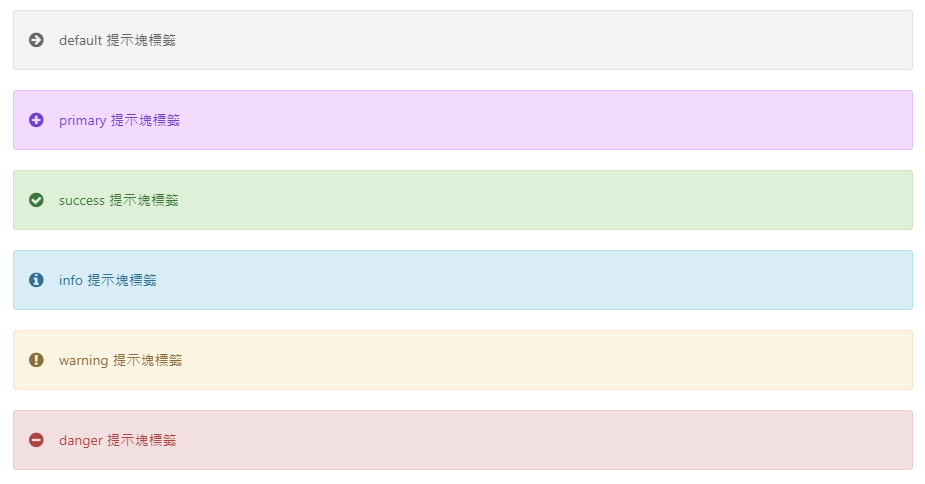 default 提示塊標籤
primary 提示塊標籤
success 提示塊標籤
info 提示塊標籤
warning 提示塊標籤
danger 提示塊標籤